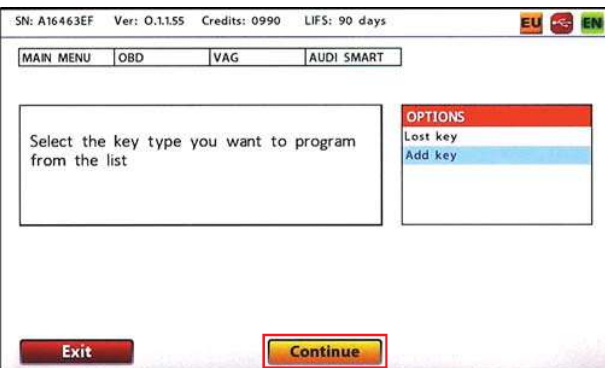 SN: A16463EF Ver: O.1.1.55 Credits: 0990 LIFS: 90 days EU EN
MAIN MENU OBD VAG AUDI SMART
Select the key type you want to program
from the list
OPTIONS
Lost key
Add key
Exit Continue